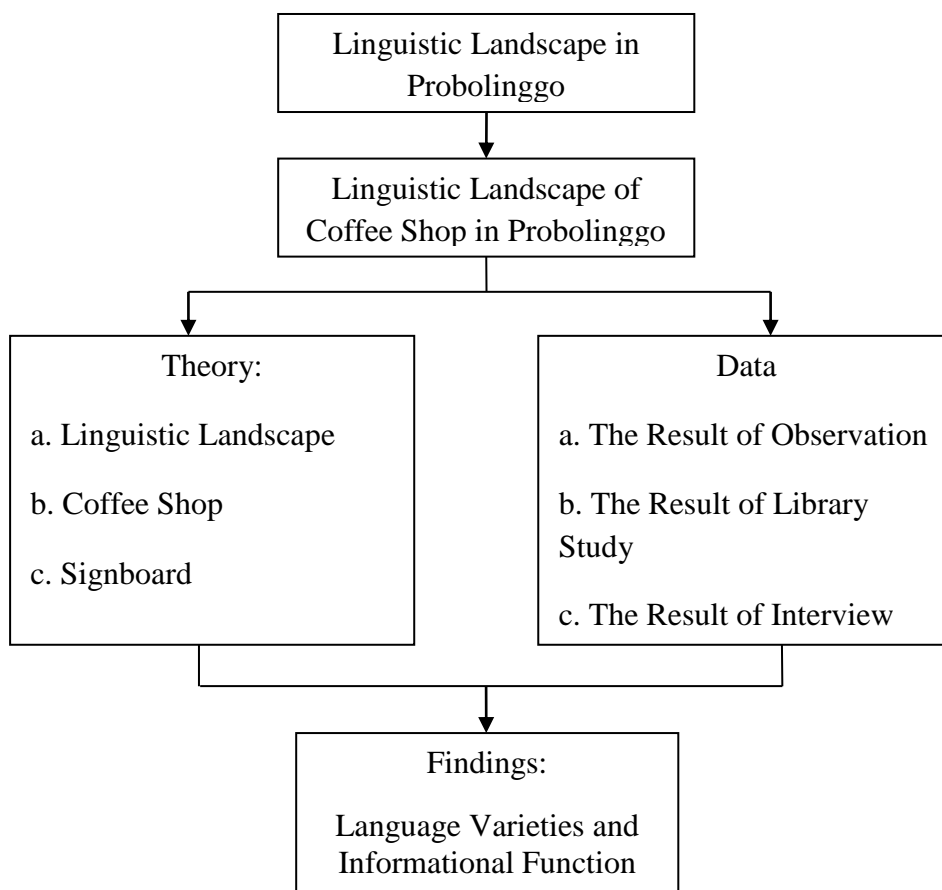 Linguistic Landscape in
Probolinggo
Linguistic Landscape of
Coffee Shop in Probolinggo
Theory:
a. Linguistic Landscape
b. Coffee Shop
c. Signboard
Data
a. The Result of Observation
b. The Result of Library
Study
c. The Result of Interview
Findings:
Language Varieties and
Informational Function